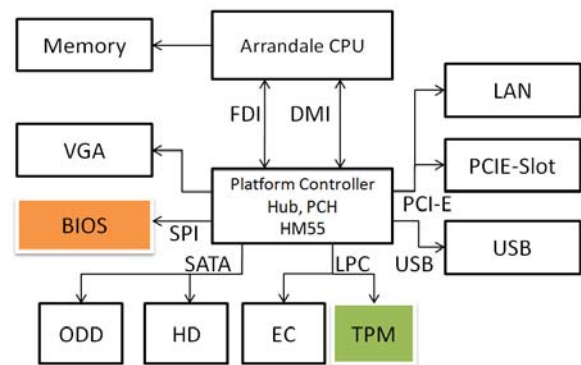 Memory
Arrandale CPU
LAN
FDI
DMI
VGA
Platform Controller
Hub, PCH
HM55
PCIE-Slot
PCI-E
BIOS
SPI
USB
USB
SATA
LPC
ODD
HD
EC
TPM